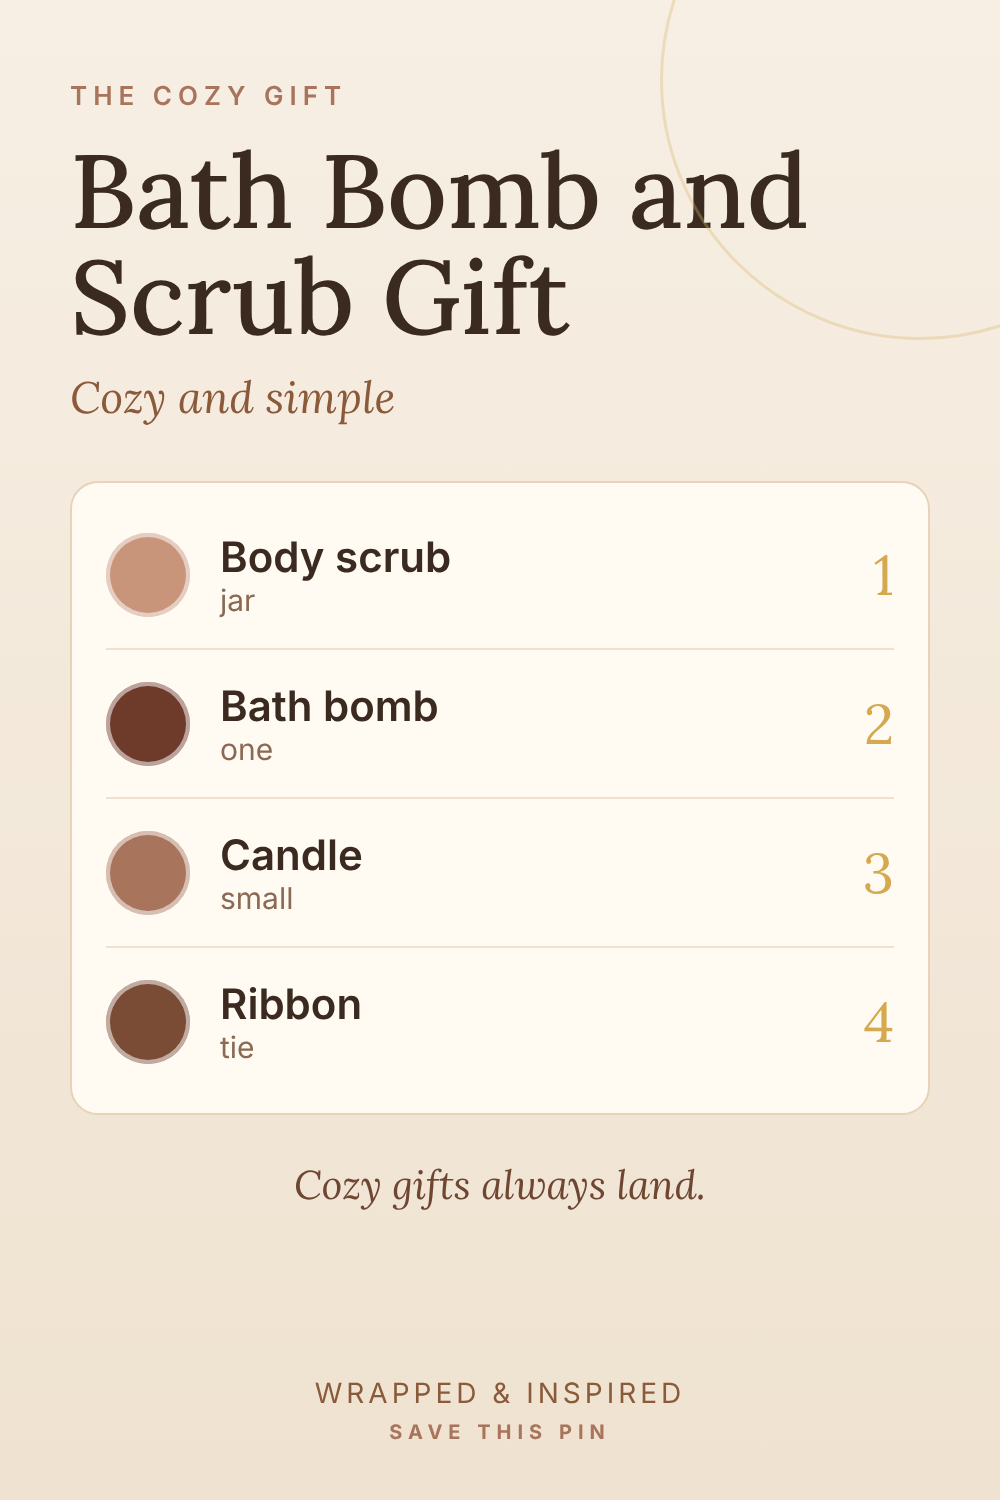 THE COZY GIFT
Bath Bomb and
Scrub Gift
Cozy and simple
Body scrub
jar
1
Bath bomb
one
2
Candle
small
3
Ribbon
tie
4
Cozy gifts always land.
WRAPPED & INSPIRED
SAVE THIS PIN